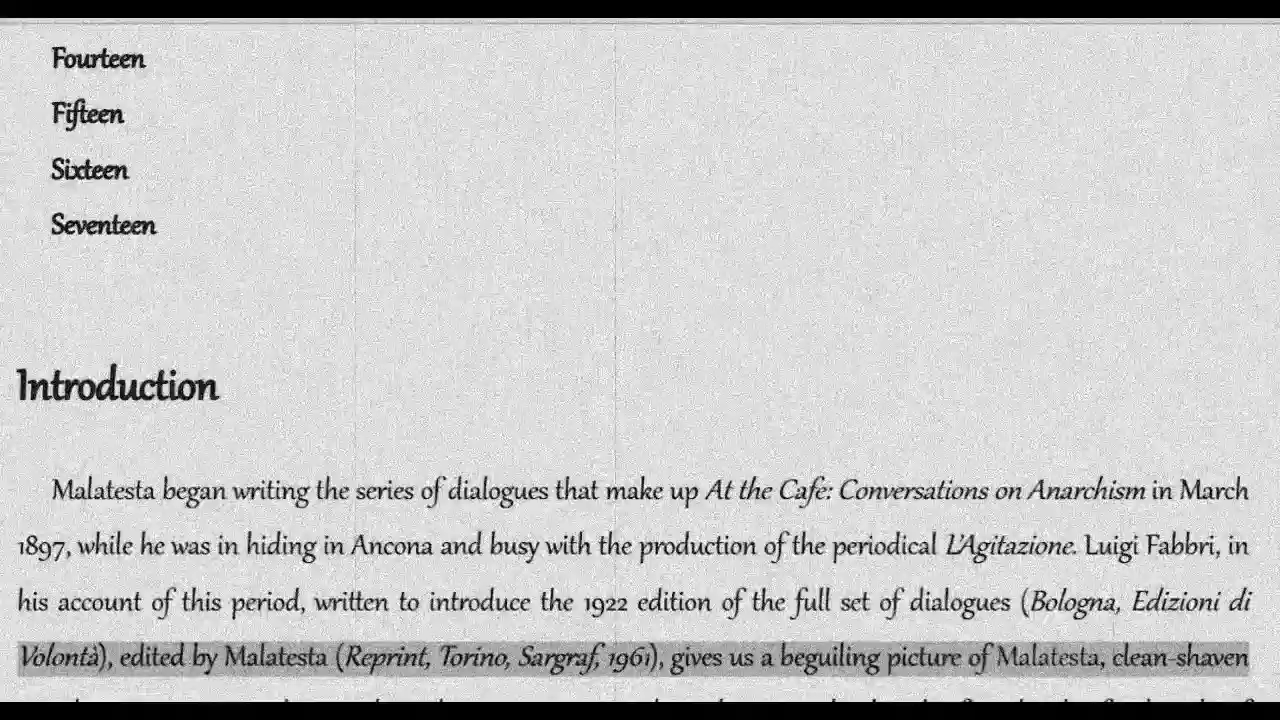 Fourteen
Fifteen
Sixteen
Seventeen
Introduction
Malatesta began writing the series of dialogues that make up At the Café: Conversations on Anarchism in March
1897, while he was in hiding in Ancona and busy with the production of the periodical L'Agitazione. Luigi Fabbri, in
his account of this period, written to introduce the 1922 edition of the full set of dialogues (Bologna, Edizioni di
Volontà), edited by Malatesta (Reprint, Torino, Sargraf, 1961), gives us a beguiling picture of Malatesta, clean-shaven